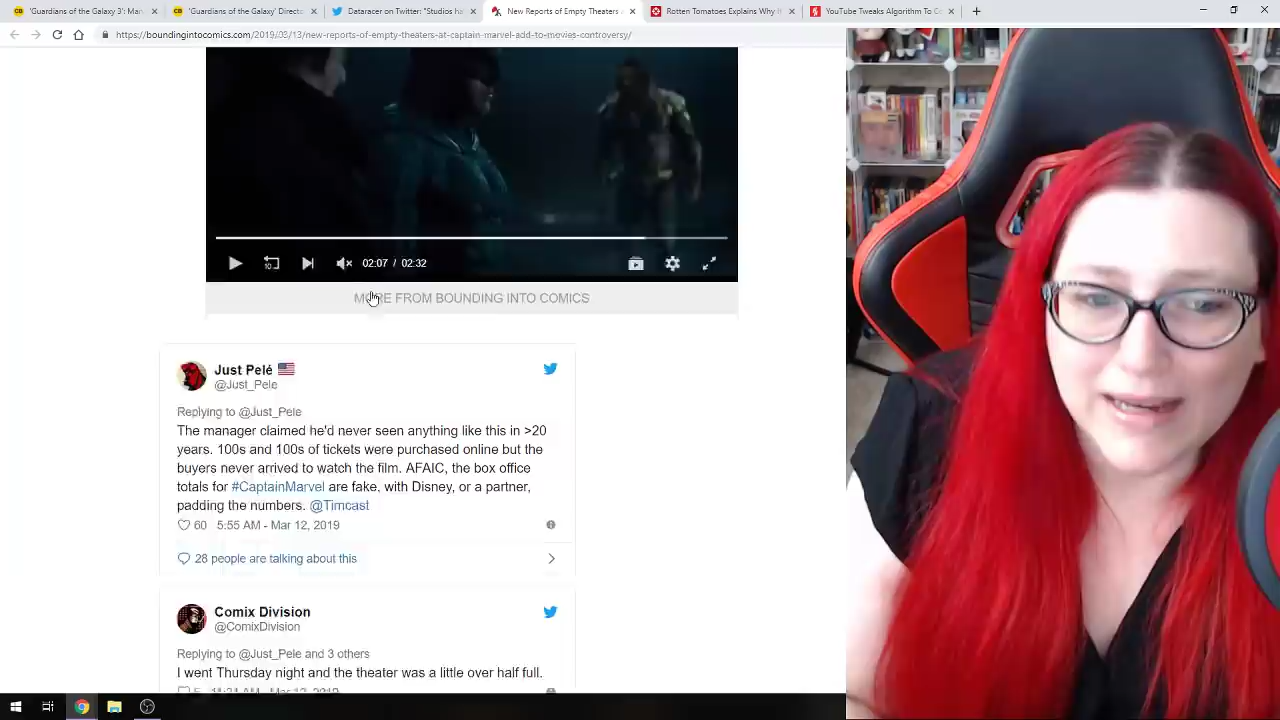 'Guardians of the Galaxy 3': Marv
'Guardians of the Galaxy' Directo
Dataracer on Twitter: "Studios ha
New Reports of Empty Theaters
Rotten Tomatoes Explains Why I
YouTube Tweaks Algorithm To C
https://boundingintocomics.com/2019/03/13/new-reports-of-empty-theaters-at-captain-marvel-add-to-movies-controversy/
10
02:07 / 02:32
MORE FROM BOUNDING INTO COMICS
Just Pelé
@Just_Pele
Replying to @Just_Pele
The manager claimed he'd never seen anything like this in >20
years. 100s and 100s of tickets were purchased online but the
buyers never arrived to watch the film. AFAIC, the box office
totals for #CaptainMarvel are fake, with Disney, or a partner,
padding the numbers. @Timcast
60 5:55 AM - Mar 12, 2019
28 people are talking about this
Comix Division
@ComixDivision
Replying to @Just_Pele and 3 others
I went Thursday night and the theater was a little over half full.